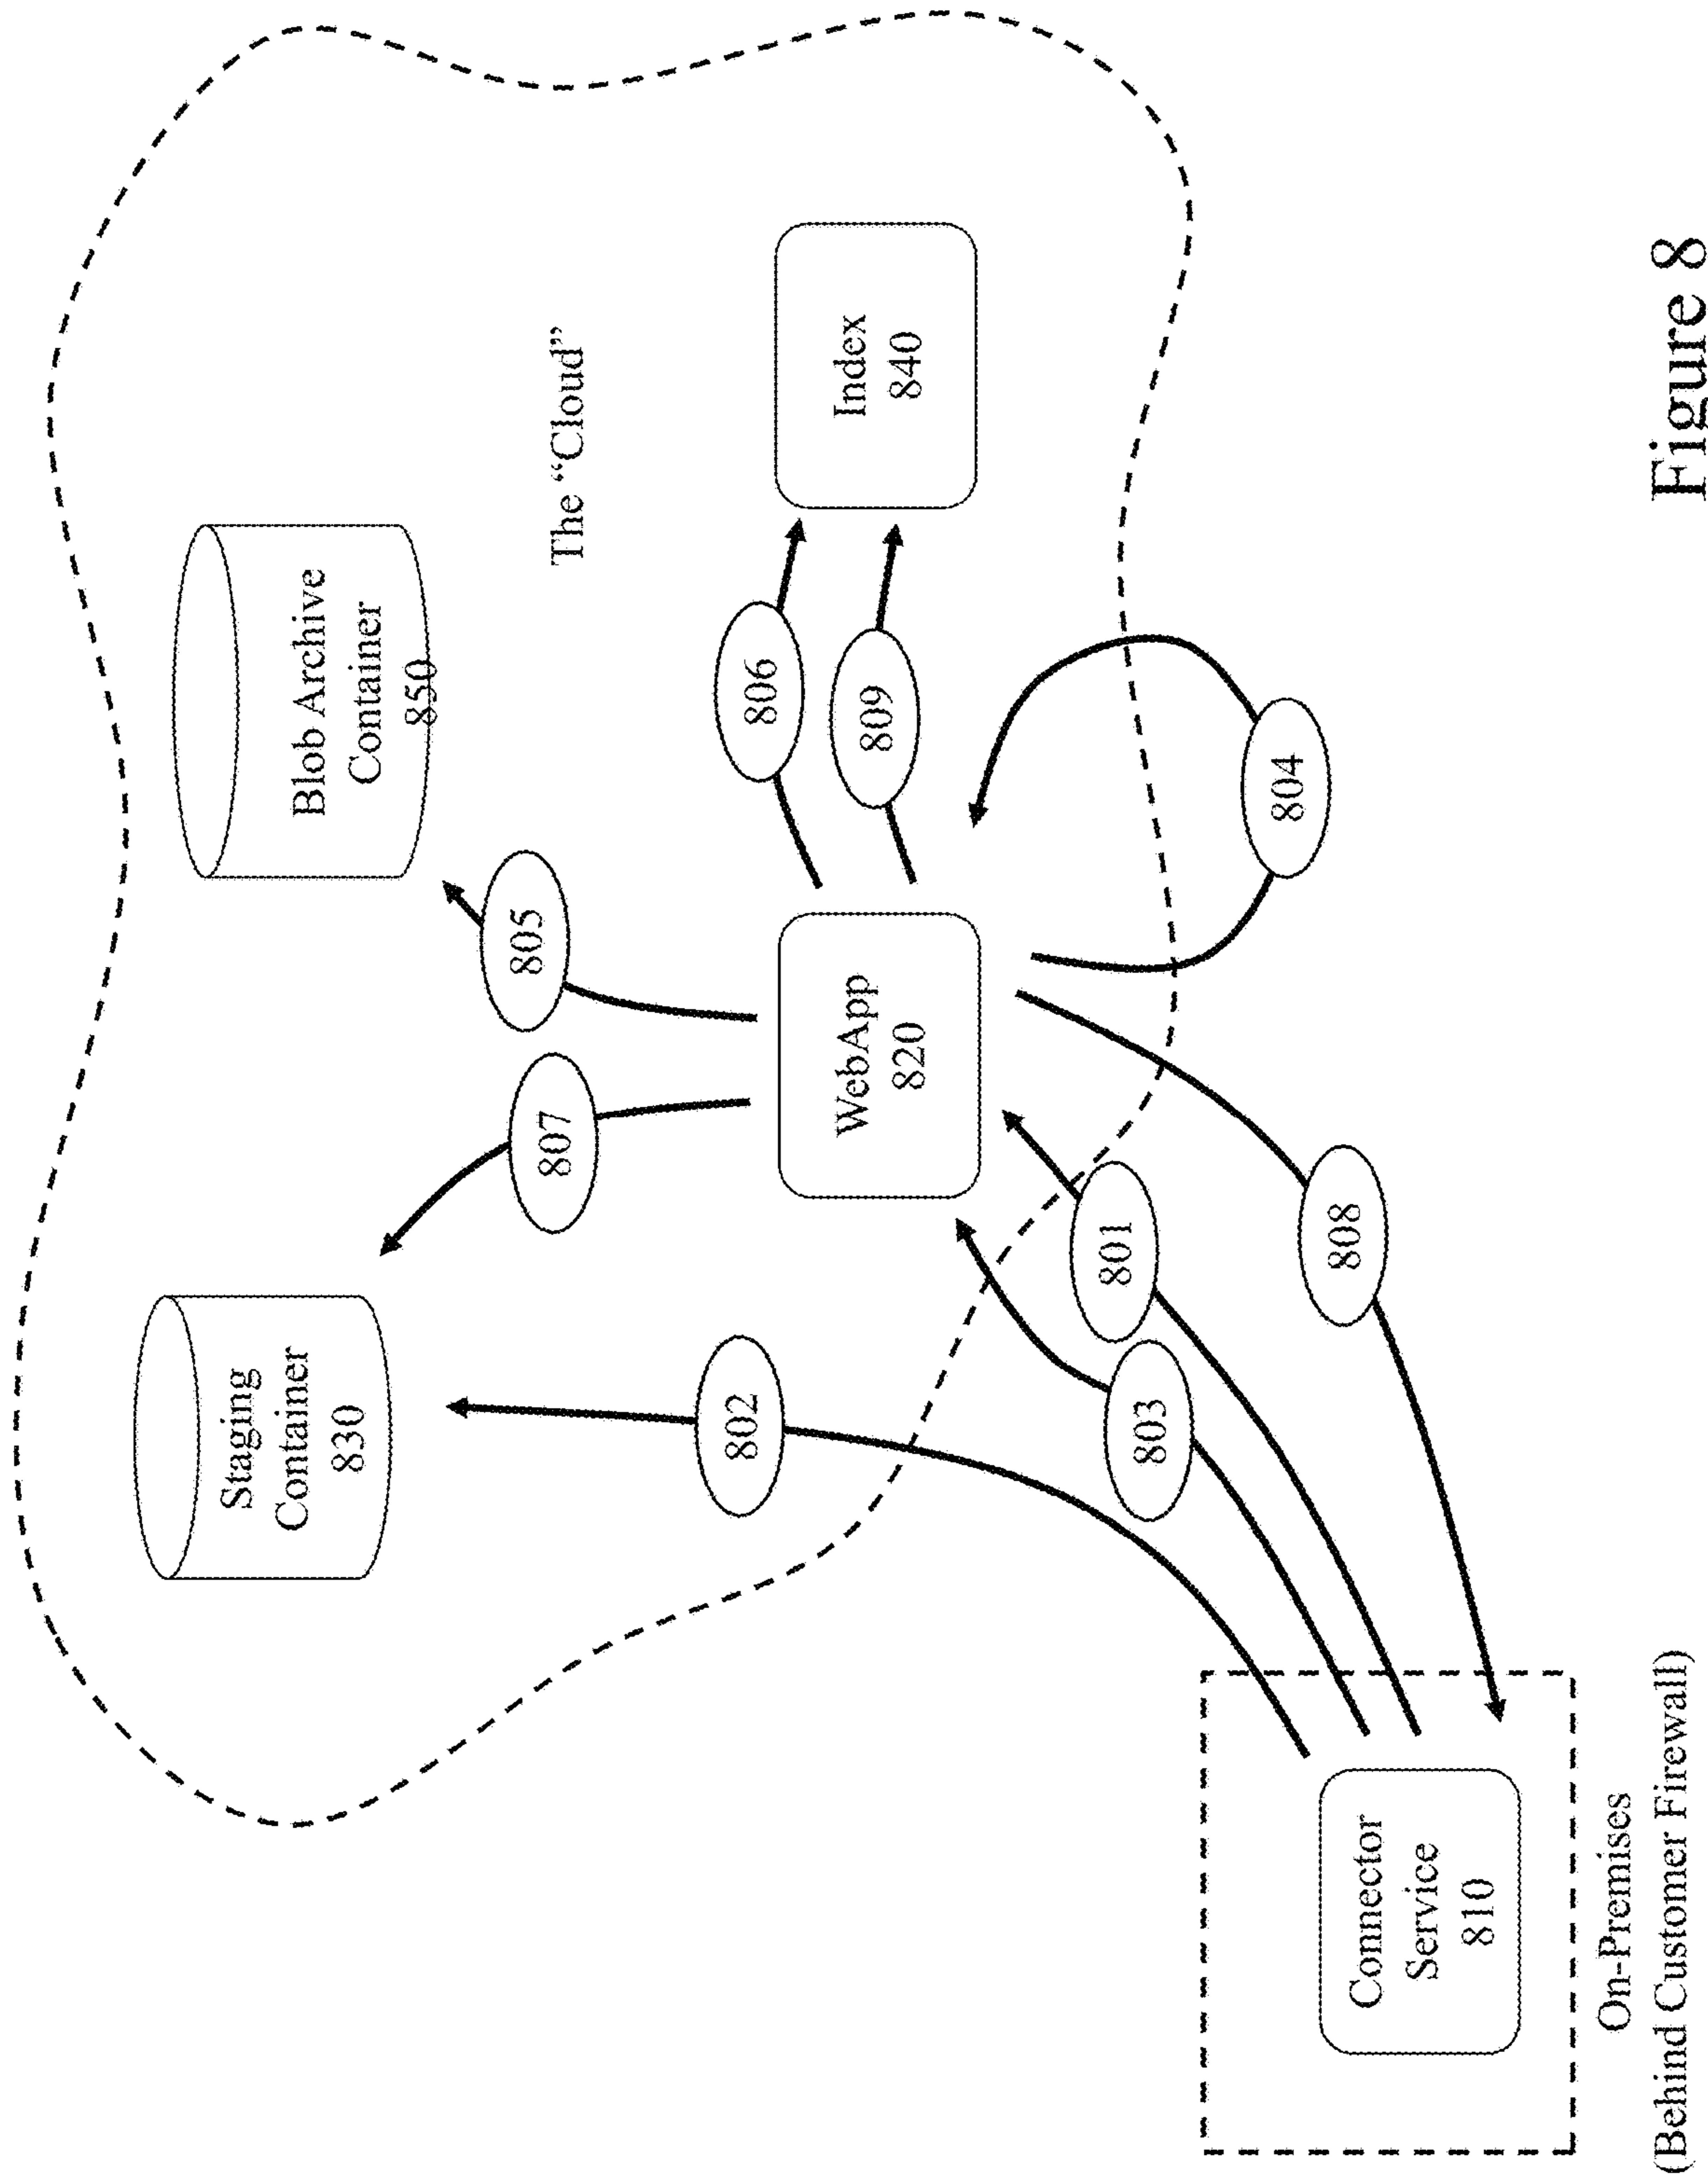 Staging
Container
830
Blob Archive
Container
850
The “Cloud”
807
805
802
WebApp
820
806
809
Index
840
803
801
808
804
Connector
Service
810
On-Premises
(Behind Customer Firewall)
Figure 8